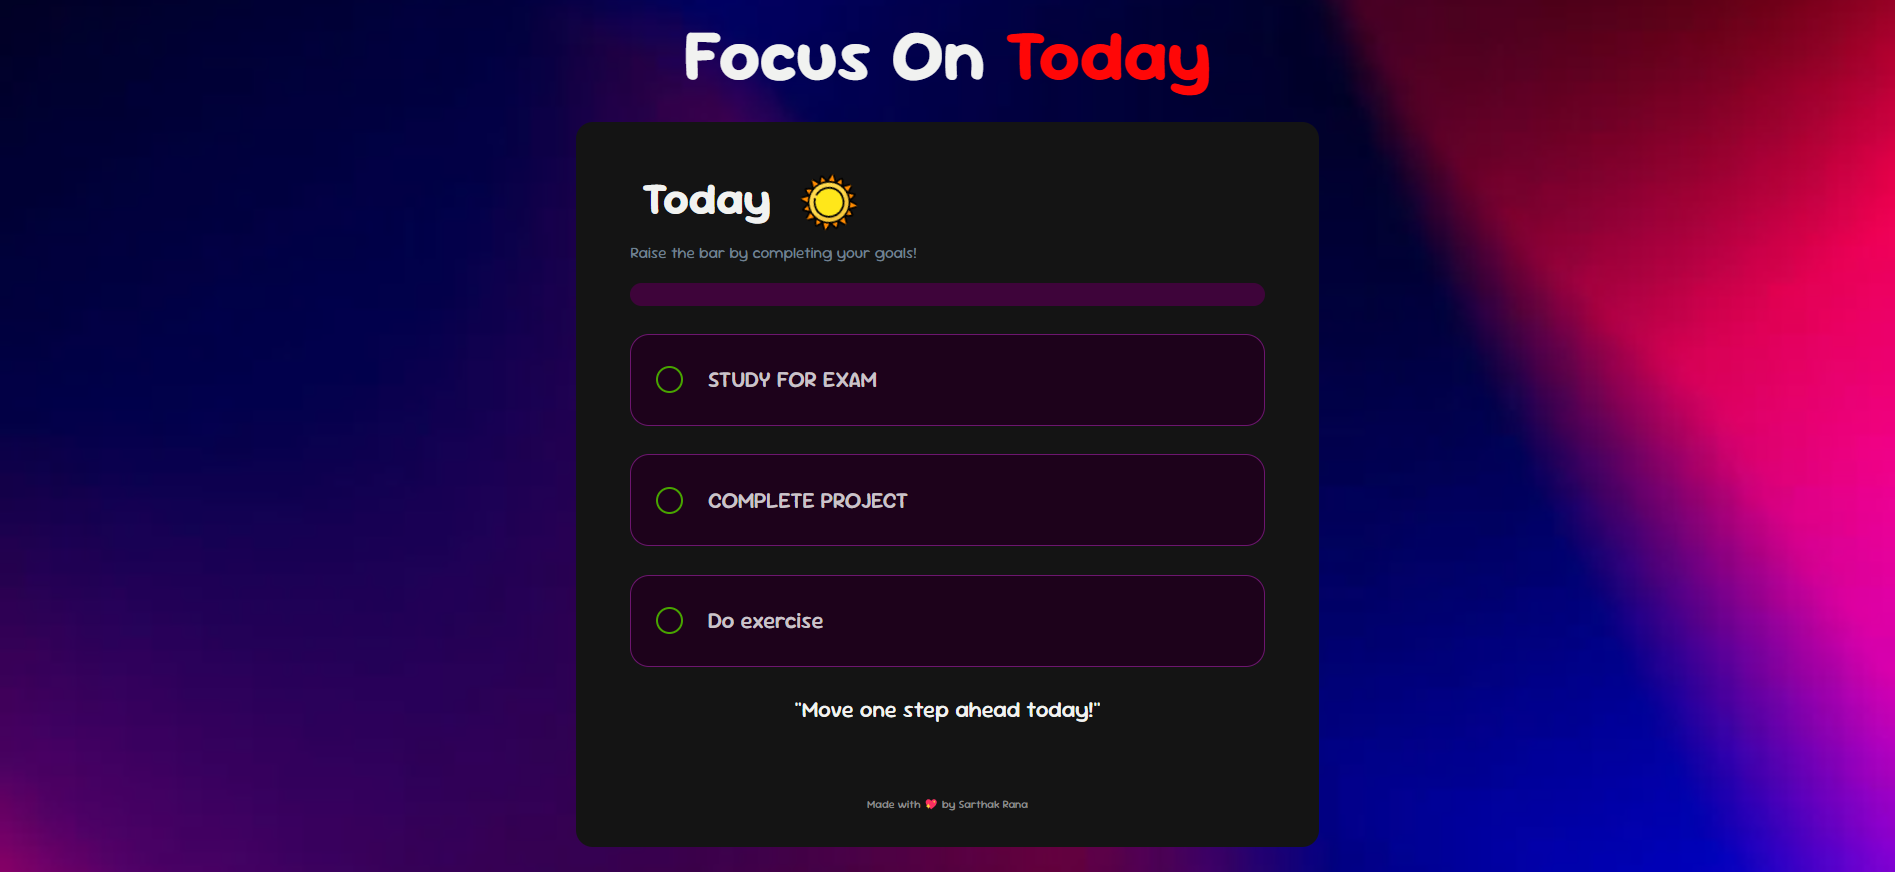 Focus On Today
Today
Raise the bar by completing your goals!
STUDY FOR EXAM
COMPLETE PROJECT
Do exercise
"Move one step ahead today!"
Made with 💖 by Sarthak Rana